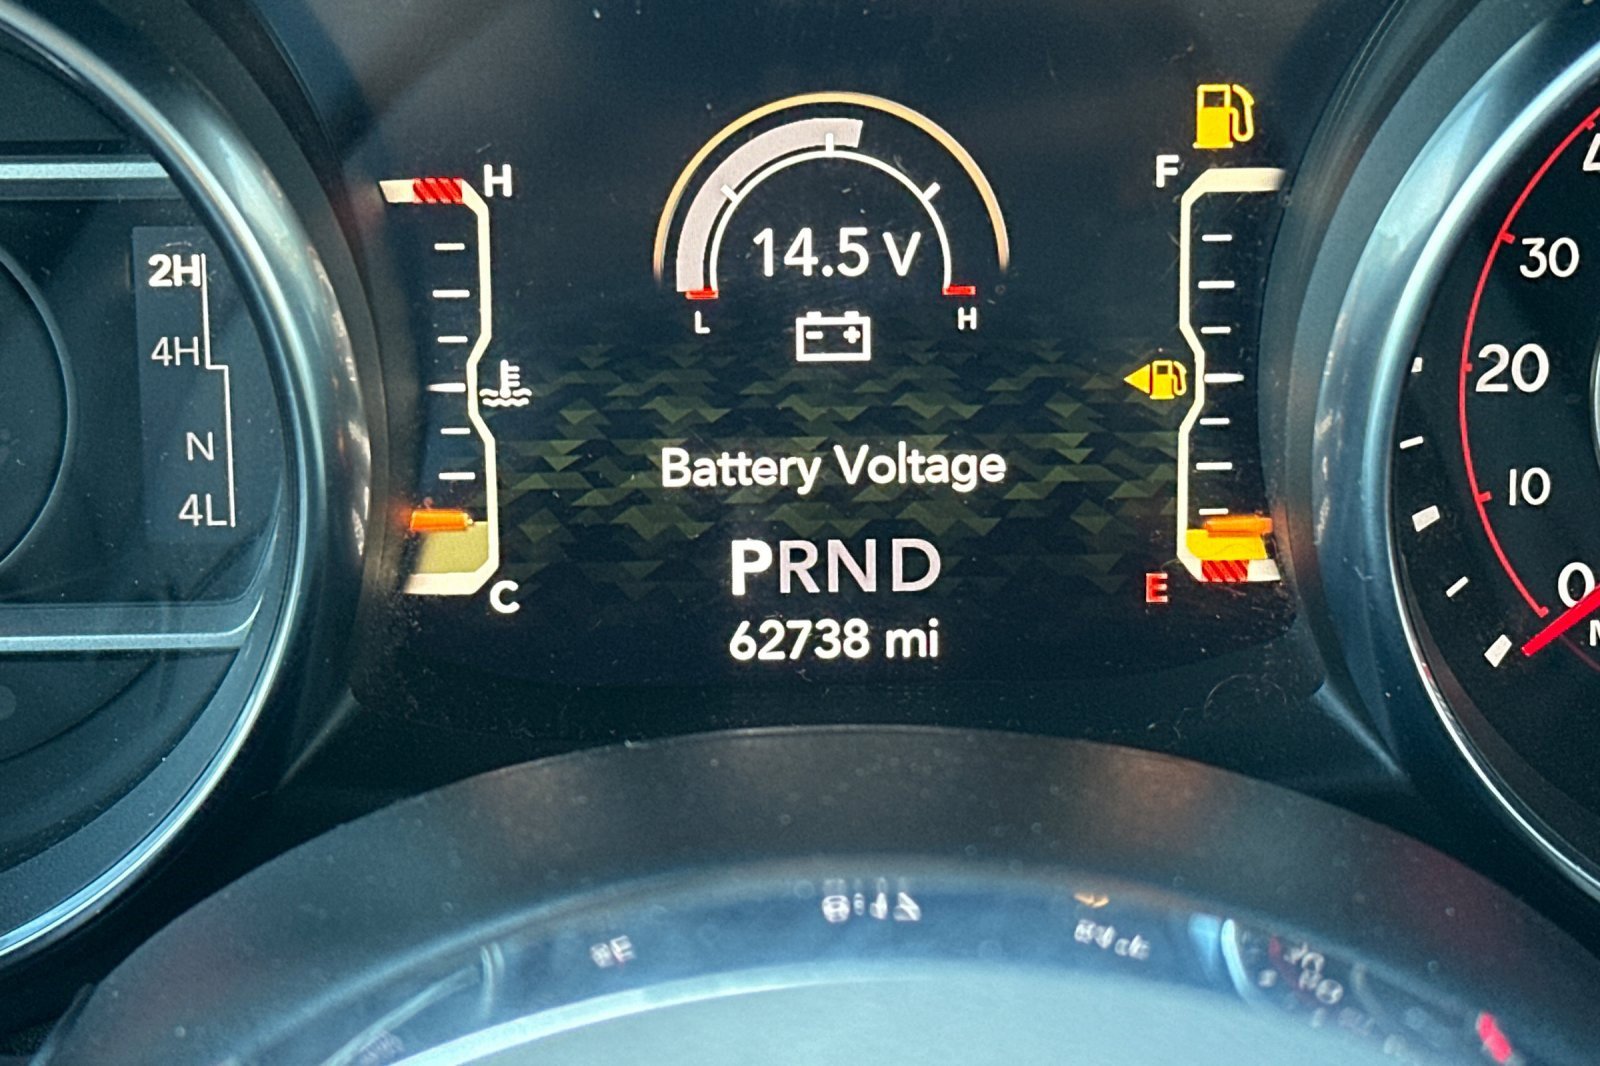 2H
4H
N
4L
H
C
14.5 V
L
H
Battery Voltage
PRND
62738 mi
F
E
30
20
10
0